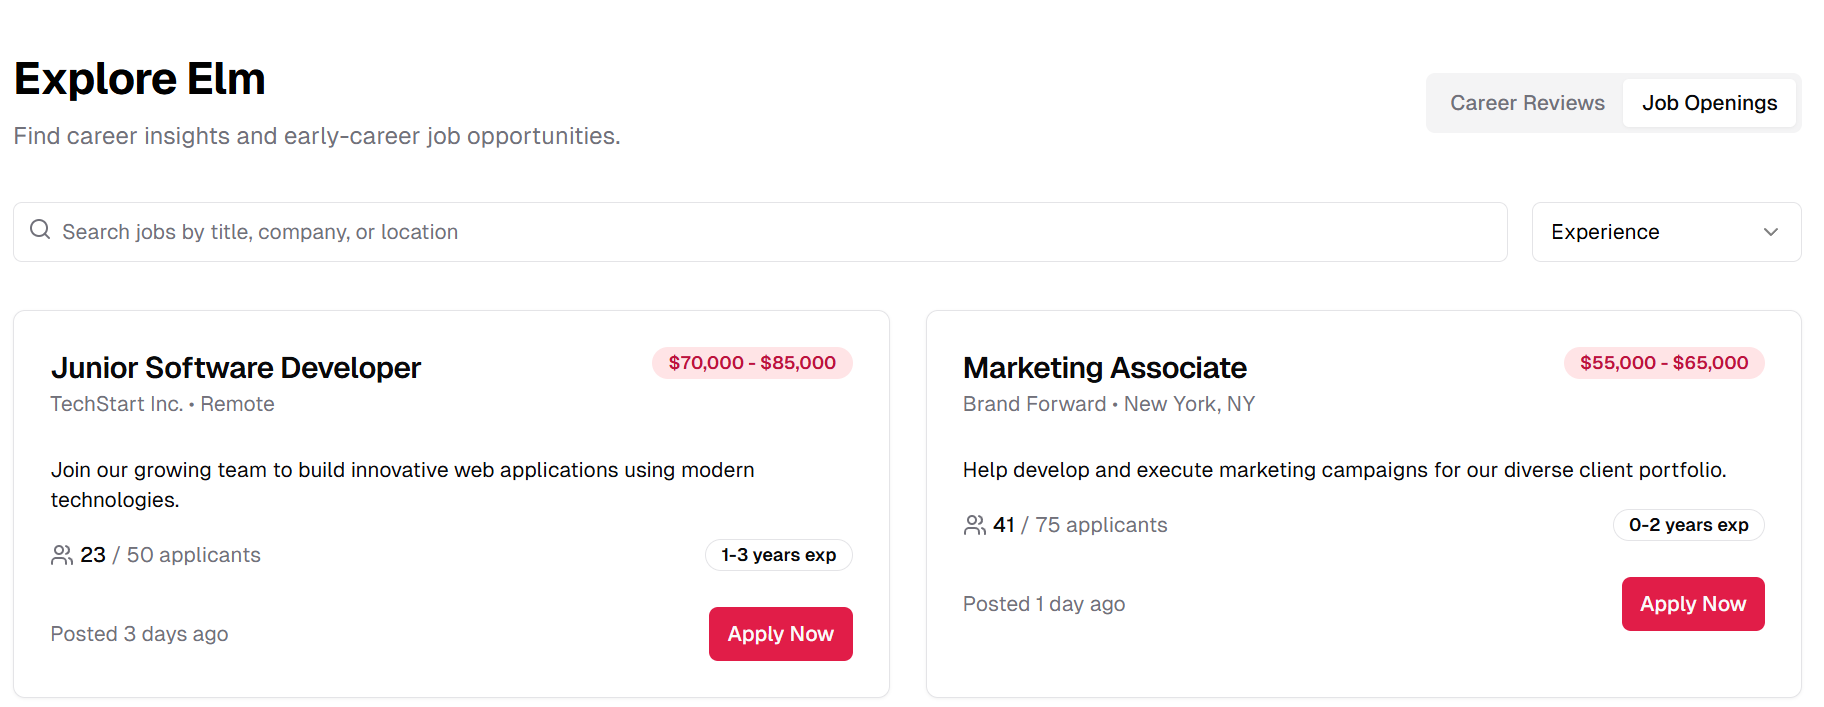 Explore Elm
Find career insights and early-career job opportunities.
Career Reviews
Job Openings
Search jobs by title, company, or location
Experience
Junior Software Developer
$70,000 - $85,000
TechStart Inc. • Remote
Join our growing team to build innovative web applications using modern
technologies.
23 / 50 applicants
1-3 years exp
Posted 3 days ago
Apply Now
Marketing Associate
$55,000 - $65,000
Brand Forward • New York, NY
Help develop and execute marketing campaigns for our diverse client portfolio.
41 / 75 applicants
0-2 years exp
Posted 1 day ago
Apply Now